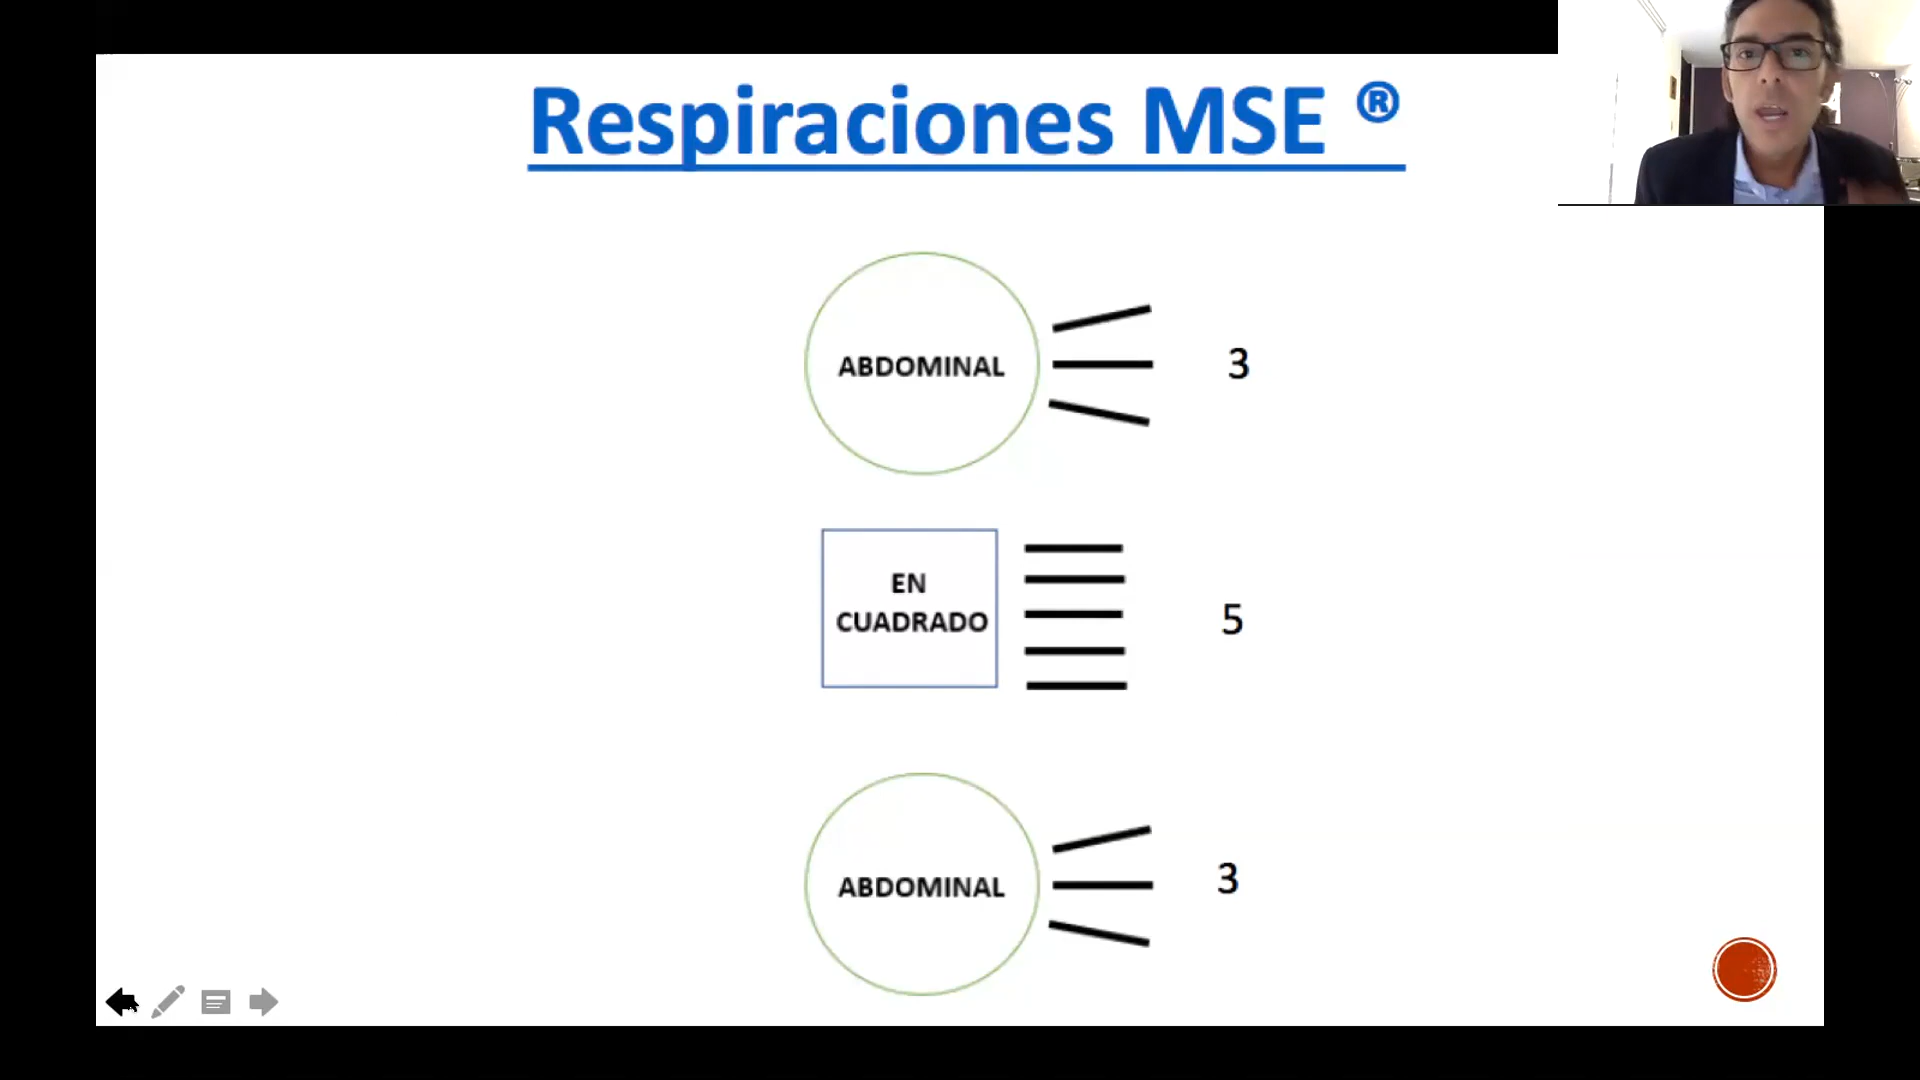 Respiraciones MSE ®
ABDOMINAL
3
EN
CUADRADO
5
ABDOMINAL
3